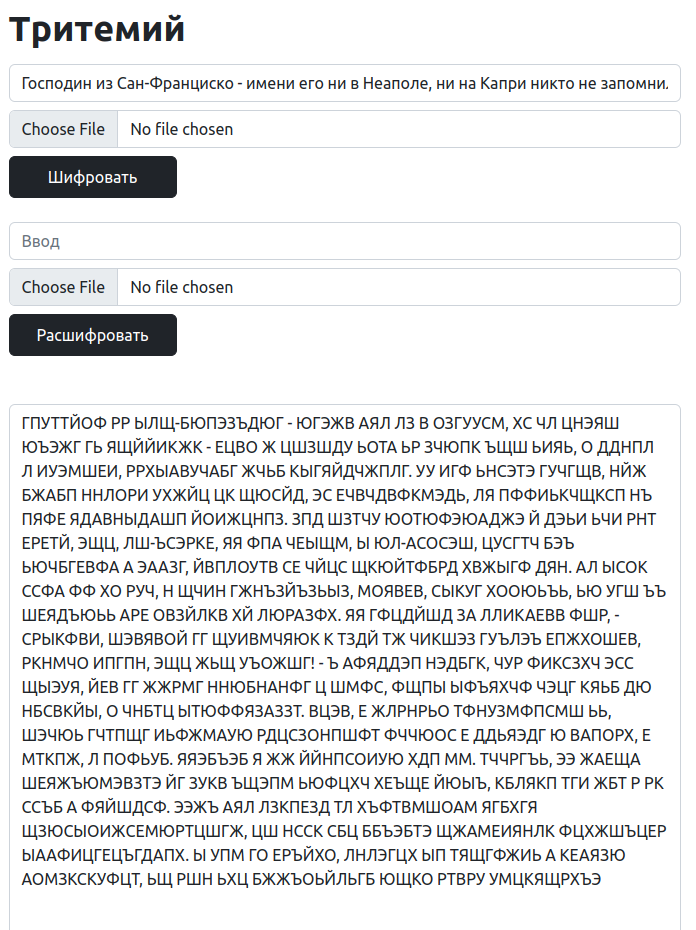 Тритемий
Господин из Сан-Франциско - имени его ни в Неаполе, ни на Капри никто не запомнил
Choose File No file chosen
Шифровать
Ввод
Choose File No file chosen
Расшифровать
ГПУТТЙОФ РР ЫЛЩ-БЮПЭЗЪДЮГ - ЮГЭЖВ АЯЛ ЛЗ В ОЗГУУСМ, ХС ЧЛ ЦНЭЯШ
ЮЪЭЖГ ГЬ ЯЩЙЙИКЖК - ЕЦВО Ж ЦШЗШДУ ЬОТА ЬР ЗЧЮПК ЪЩШ ЬИЯЬ, О ДДНПЛ
Л ИУЭМШЕИ, РРХЫАВУЧАБГ ЖЧЬБ КЫГЯЙДЧЖПЛГ. УУ ИГФ ЬНСЭТЭ ГУЧГЩВ, НЙЖ
БЖАБП ННЛОРИ УХЖЙЦ ЦК ЩЮСЙД, ЭС ЕЧВЧДВФКМЭДЬ, ЛЯ ПФФИЬКЧЩКСП НЪ
ПЯФЕ ЯДАВНЫДАШП ЙОИЖЦНПЗ. ЗПД ШЗТЧУ ЮОТЮФЭЮАДЖЭ Й ДЭЬИ ЬЧИ РНТ
ЕРЕТЙ, ЭЩЦ, ЛШ-ЪСЭРКЕ, ЯЯ ФПА ЧЕЫЩМ, Ы ЮЛ-АСОСЭШ, ЦУСГТЧ БЭЪ
ЬЮЧБГЕВФА А ЭААЗГ, ЙВПЛОУТВ СЕ ЧЙЦС ЩКЮЙТФБРД ХВЖЫГФ ДЯН. АЛ ЫСОК
ССФА ФФ ХО РУЧ, Н ЩЧИН ГЖНЪЗЙЪЗЬЫЗ, МОЯВЕВ, СЫКУГ ХООЮЬЪЬ, ЬЮ УГШ ЪЪ
ШЕЯДЪЮЬЬ АРЕ ОВЗЙЛКВ ХЙ ЛЮРАЗФХ. ЯЯ ГФЦДЙШД ЗА ЛЛИКАЕВВ ФШР, -
СРЫКФВИ, ШЭВЯВОЙ ГГ ЩУИВМЧЯЮК К ТЗДЙ ТЖ ЧИКШЭЗ ГУЪЛЭЪ ЕПЖХОШЕВ,
РКНМЧО ИПГПН, ЭЩЦ ЖЬЩ УЪОЖШГ! - Ъ АФЯДДЭП НЭДБГК, ЧУР ФИКСЗХЧ ЭСС
ЩЫЭУЯ, ЙЕВ ГГ ЖЖРМГ ННЮБНАНФГ Ц ШМФС, ФЩПЫ ЫФЪЯХЧФ ЧЭЦГ КЯЬБ ДЮ
НБСВКЙЫ, О ЧНБТЦ ЫТЮФФЯЗАЗЗТ. ВЦЭВ, Е ЖЛРНРЬО ТФНУЗМФПСМШ ЬЬ,
ШЭЧЮЬ ГЧТПЩГ ИЬФЖМАУЮ РДЦСЗОНПШФТ ФЧЧЮОС Е ДДЬЯЭДГ Ю ВАПОРХ, Е
МТКПЖ, Л ПОФЬУБ. ЯЯЭБЪЭБ Я ЖЖ ЙЙНПСОИУЮ ХДП ММ. ТЧЧРГЪЬ, ЭЭ ЖАЕЩА
ШЕЯЖЪЮМЭВЗТЭ ЙГ ЗУКВ ЪЩЭПМ ЬЮФЦХЧ ХЕЪЩЕ ЙЮЫЪ, КБЛЯКП ТГИ ЖБТ Р РК
ССЪБ А ФЯЙШДСФ. ЭЭЖЪ АЯЛ ЛЗКПЕЗД ТЛ ХЪФТВМШОАМ ЯГБХГЯ
ЩЗЮСЫОИЖСЕМЮРТЦШГЖ, ЦШ НССК СБЦ ББЪЭБТЭ ЩЖАМЕИЯНЛК ФЦХЖШЪЦЕР
ЫААФИЦГЕЦЪГДАПХ. Ы УПМ ГО ЕРЪЙХО, ЛНЛЭГЦХ ЫП ТЯЩГФЖИЬ А КЕАЯЗЮ
АОМЗКСКУФЦТ, ЬЩ РШН ЬХЦ БЖЖЪОЬЙЛЬГБ ЮЩКО РТВРУ УМЦКЯЩРХЪЭ